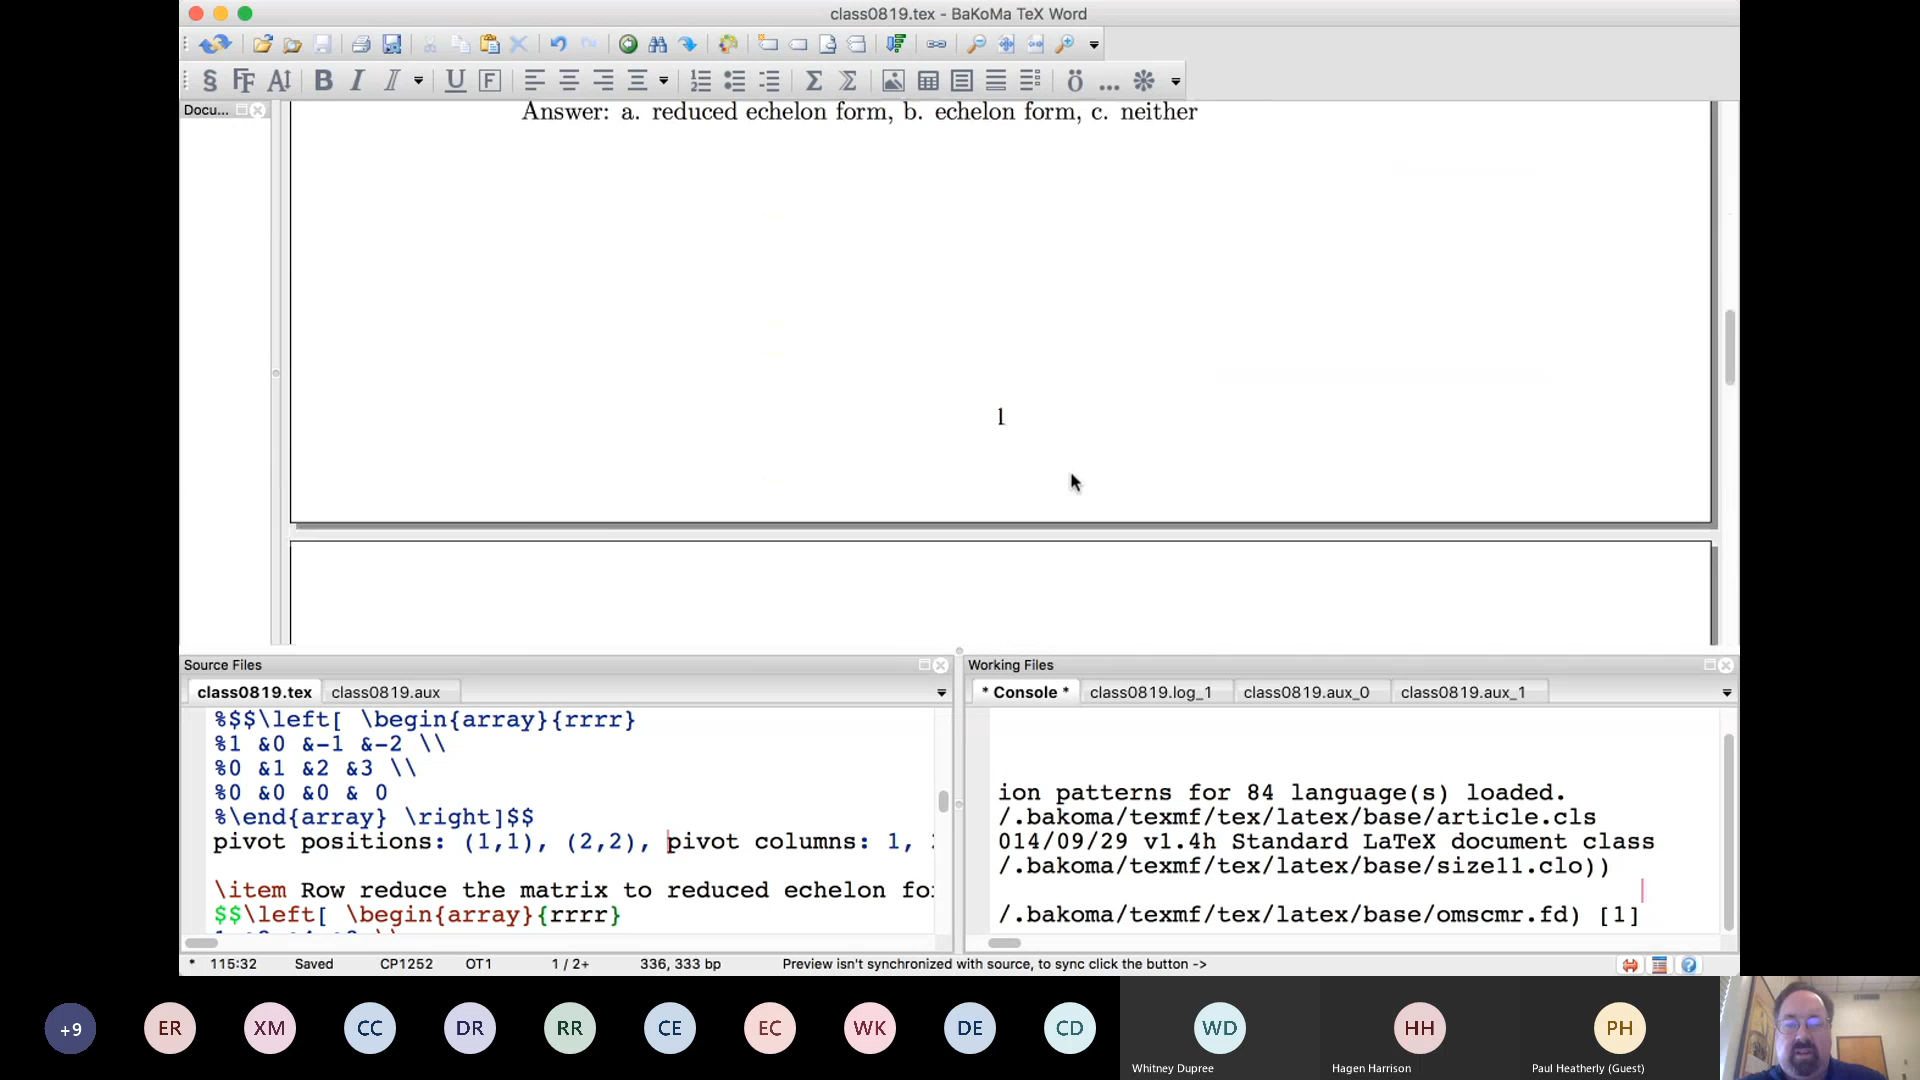 class0819.tex - BaKoMa TeX Word
Docu...
Answer: a. reduced echelon form, b. echelon form, c. neither
1
Source Files
class0819.tex
class0819.aux
%$$\left[ \begin{array}{rrrr}
%1 &0 &-1 &-2 \\
%0 &1 &2 &3 \\
%0 &0 &0 & 0
%\end{array} \right]$$
pivot positions: (1,1), (2,2), pivot columns: 1,
\item Row reduce the matrix to reduced echelon
$$\left[ \begin{array}{rrrr}
Working Files
* Console *
class0819.log_1
class0819.aux_0
class0819.aux_1
ion patterns for 84 language(s) loaded.
/.bakoma/texmf/tex/latex/base/article.cls
014/09/29 v1.4h Standard LaTeX document class
/.bakoma/texmf/tex/latex/base/size11.clo))
/.bakoma/texmf/tex/latex/base/omscmr.fd) [1]
* 115:32 Saved CP1252 OT1 1 / 2+ 336, 333 bp Preview isn't synchronized with source, to sync click the button ->
+9 ER XM CC DR RR CE EC WK DE CD WD HH PH
Whitney Dupree
Hagen Harrison
Paul Heatherly (Guest)